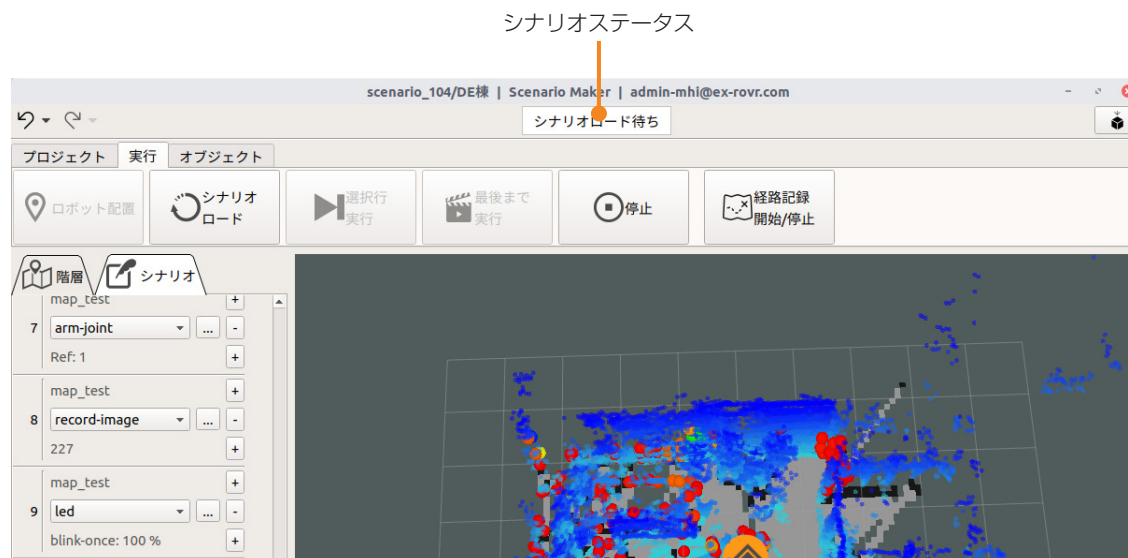 シナリオステータス
scenario_104/DE棟 | Scenario Maker | admin-mhi@ex-rovr.com
シナリオロード待ち
プロジェクト 実行 オブジェクト
ロボット配置
シナリオ
ロード
選択行
実行
最後まで
実行
停止
経路記録
開始/停止
階層 シナリオ
map_test +
7 arm-joint ... -
Ref: 1 +
map_test +
8 record-image ... -
227 +
map_test +
9 led ... -
blink-once: 100 % +